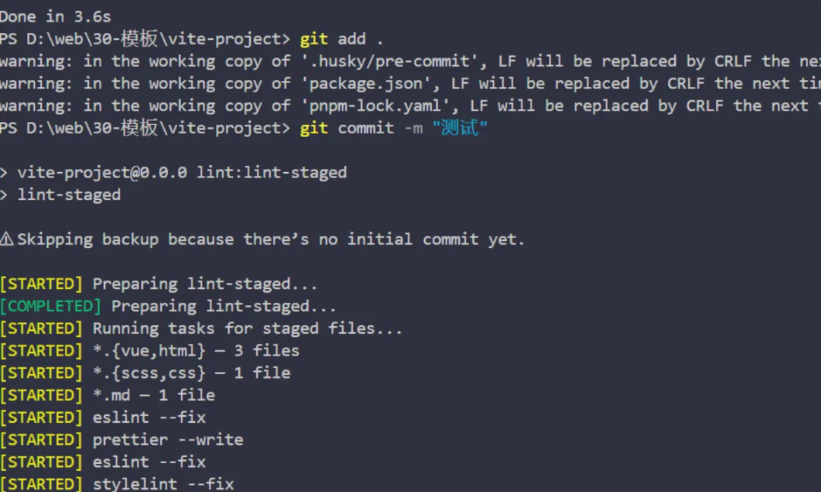 Done in 3.6s
PS D:\web\30-模板\vite-project> git add .
warning: in the working copy of '.husky/pre-commit', LF will be replaced by CRLF the
warning: in the working copy of 'package.json', LF will be replaced by CRLF the next
warning: in the working copy of 'pnpm-lock.yaml', LF will be replaced by CRLF the next
PS D:\web\30-模板\vite-project> git commit -m "测试"
> vite-project@0.0.0 lint:lint-staged
> lint-staged
⚠ Skipping backup because there’s no initial commit yet.
[STARTED] Preparing lint-staged...
[COMPLETED] Preparing lint-staged...
[STARTED] Running tasks for staged files...
[STARTED] *.{vue,html} — 3 files
[STARTED] *.{scss,css} — 1 file
[STARTED] *.md — 1 file
[STARTED] eslint --fix
[STARTED] prettier --write
[STARTED] eslint --fix
[STARTED] stylelint --fix